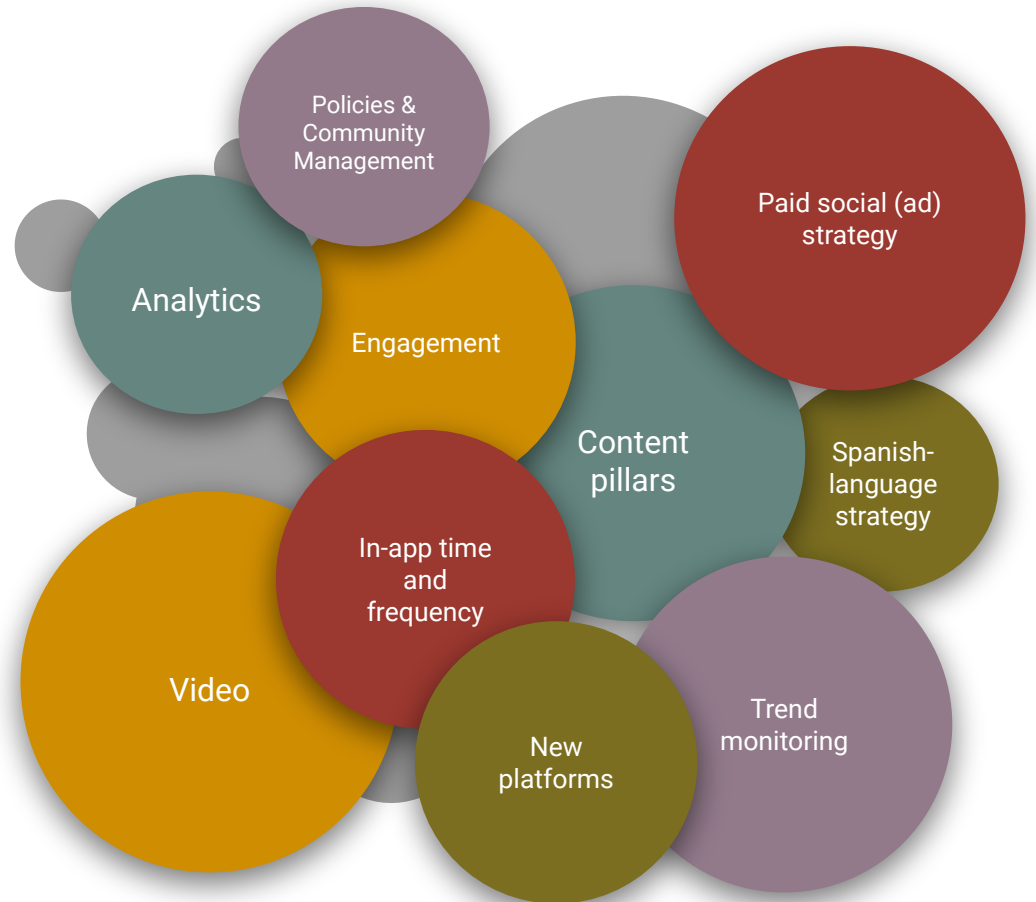 Policies &
Community
Management
Paid social (ad)
strategy
Analytics
Engagement
Content
pillars
Spanish-
language
strategy
In-app time
and
frequency
Video
New
platforms
Trend
monitoring